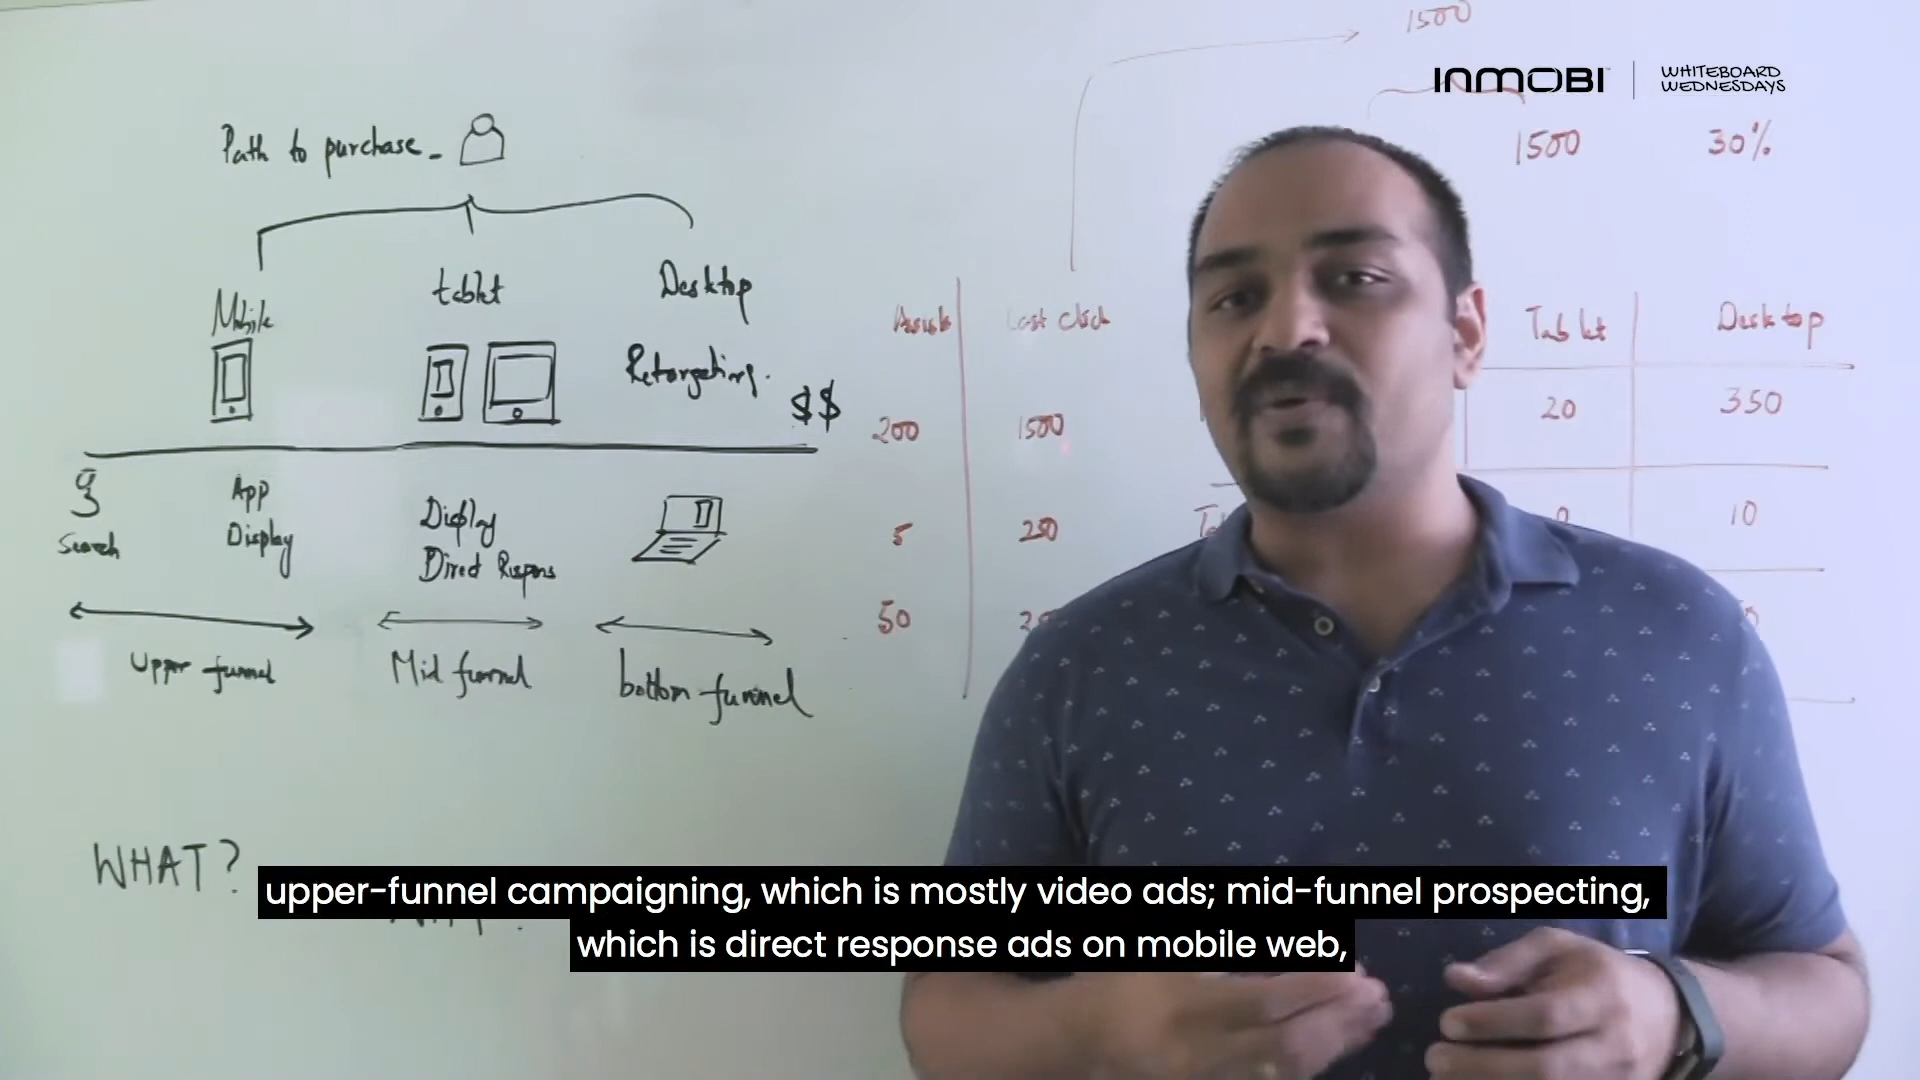 1500
INMOBI
WHITEBOARD
WEDNESDAYS
Path to purchase -
1500 30%
Mobile tablet Desktop
Retargeting.
$$
Last click
Tablet Desktop
200 1500 20 350
5 250 0 10
50
g
Search
App
Display
Display
Direct Respons
Upper funnel Mid funnel bottom funnel
WHAT?
upper-funnel campaigning, which is mostly video ads; mid-funnel prospecting,
which is direct response ads on mobile web,